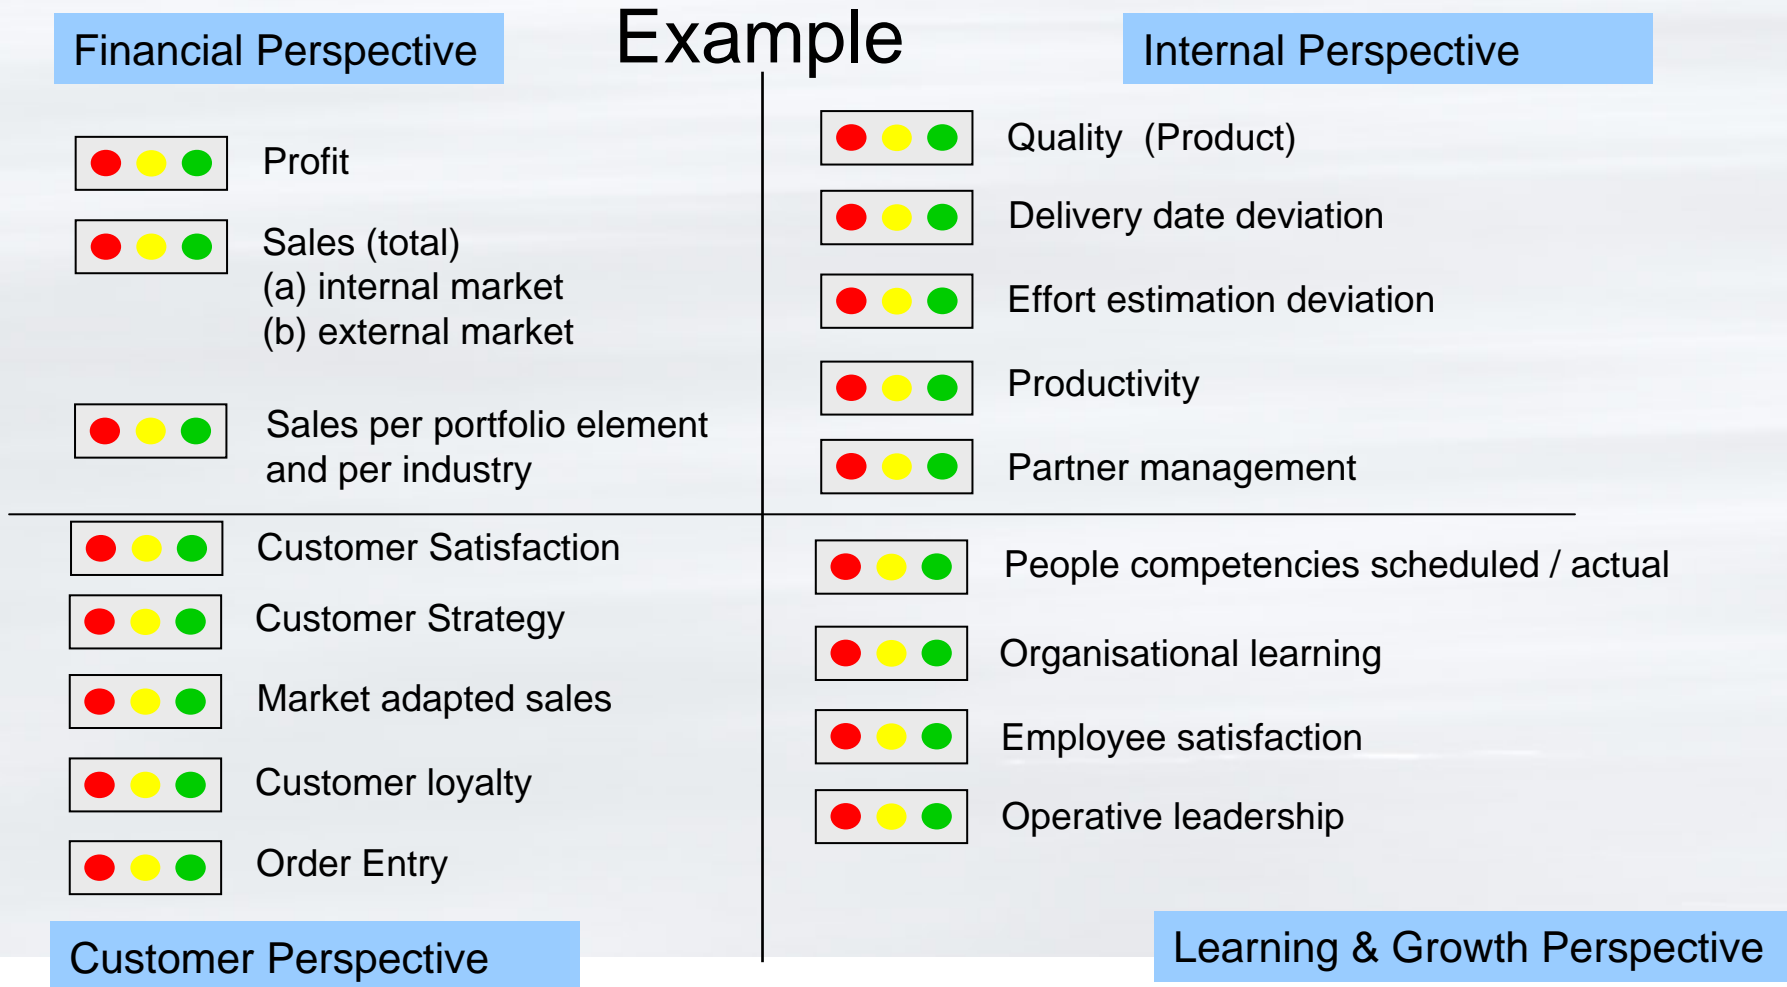 Example
Financial Perspective
Profit
Sales (total)
(a) internal market
(b) external market
Sales per portfolio element
and per industry
Internal Perspective
Quality (Product)
Delivery date deviation
Effort estimation deviation
Productivity
Partner management
Customer Satisfaction
Customer Strategy
Market adapted sales
Customer loyalty
Order Entry
Customer Perspective
People competencies scheduled / actual
Organisational learning
Employee satisfaction
Operative leadership
Learning & Growth Perspective